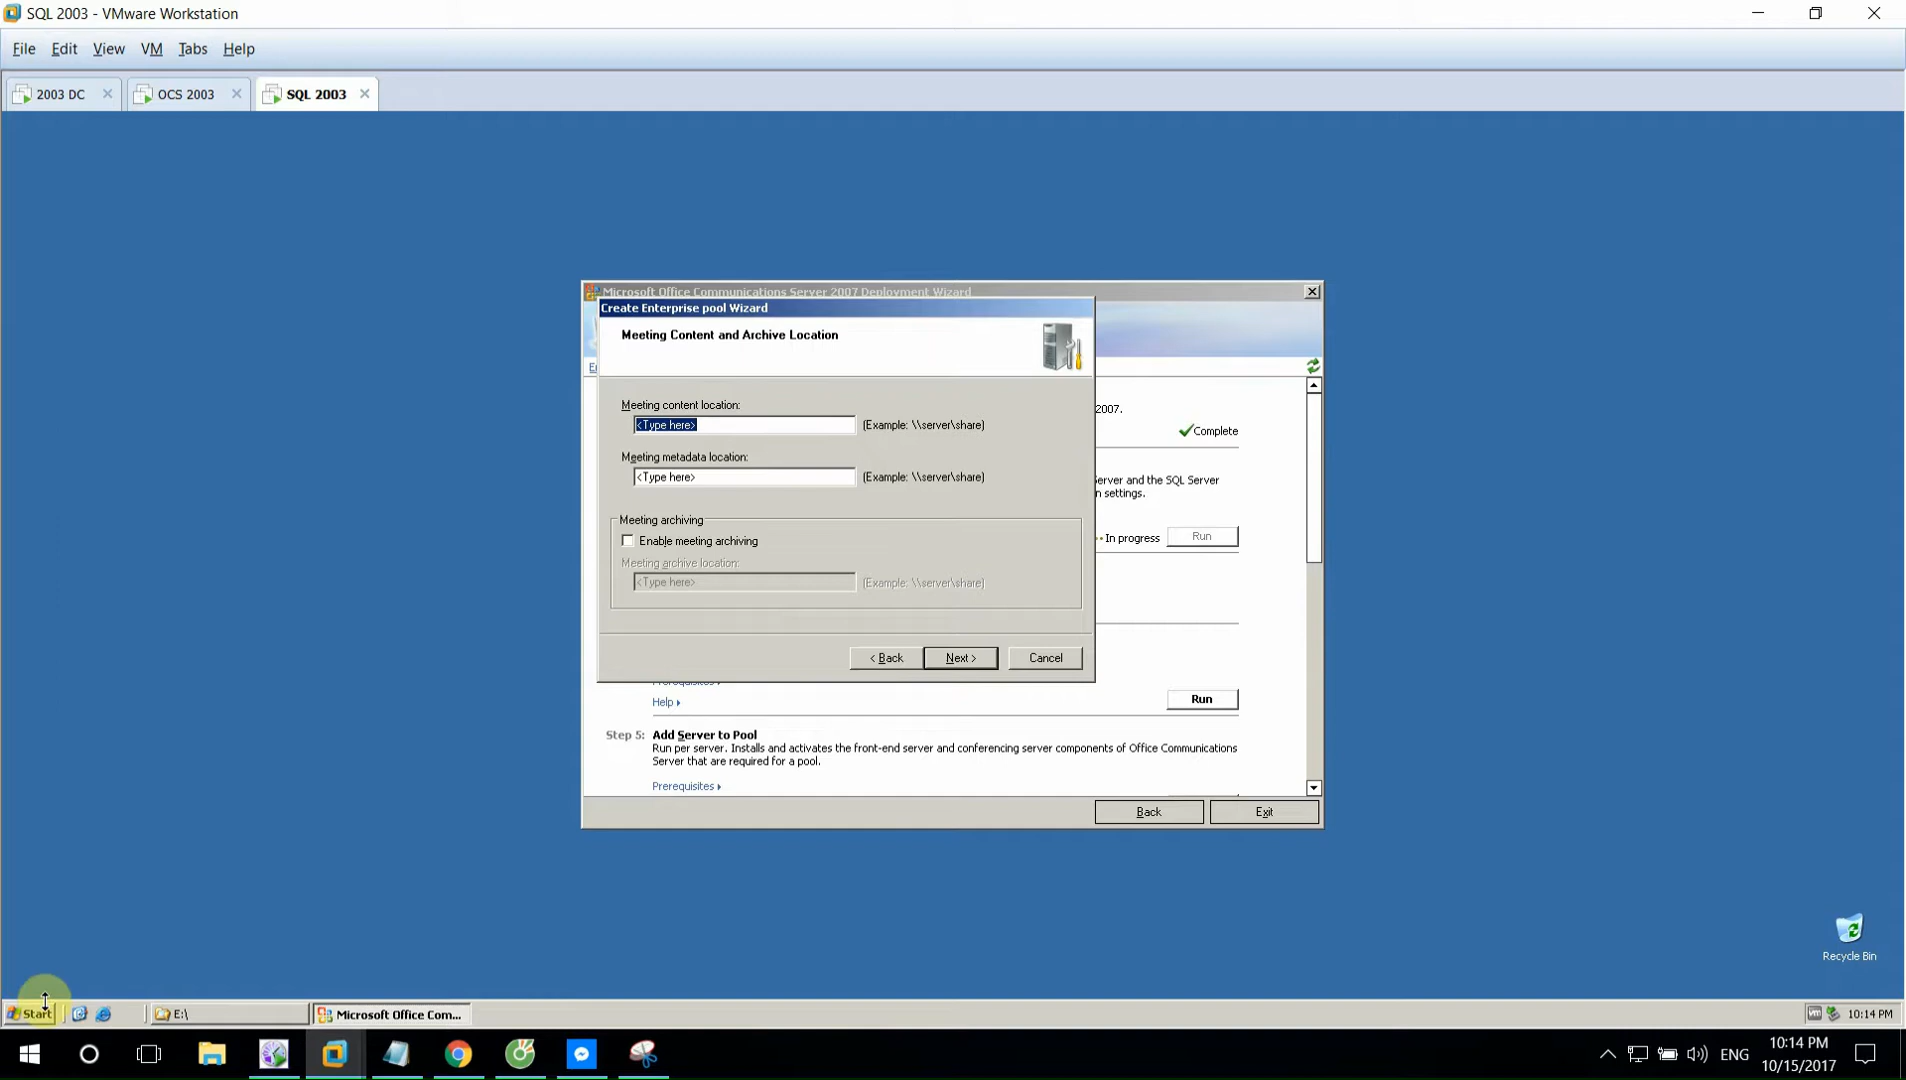 SQL 2003 - VMware Workstation
File Edit View VM Tabs Help
2003 DC
OCS 2003
SQL 2003
Microsoft Office Communications Server 2007 Deployment Wizard
Create Enterprise pool Wizard
Meeting Content and Archive Location
Meeting content location:
<Type here> (Example: \\server\share)
Meeting metadata location:
<Type here> (Example: \\server\share)
Meeting archiving
Enable meeting archiving
Meeting archive location:
<Type here> (Example: \\server\share)
< Back Next > Cancel
2007.
Complete
Server and the SQL Server
n settings.
In progress Run
Prerequisites
Help
Run
Step 5: Add Server to Pool
Run per server. Installs and activates the front-end server and conferencing server components of Office Communications
Server that are required for a pool.
Prerequisites
Back Exit
Recycle Bin
Start E:\ Microsoft Office Com... vm 10:14 PM
ENG 10:14 PM
10/15/2017